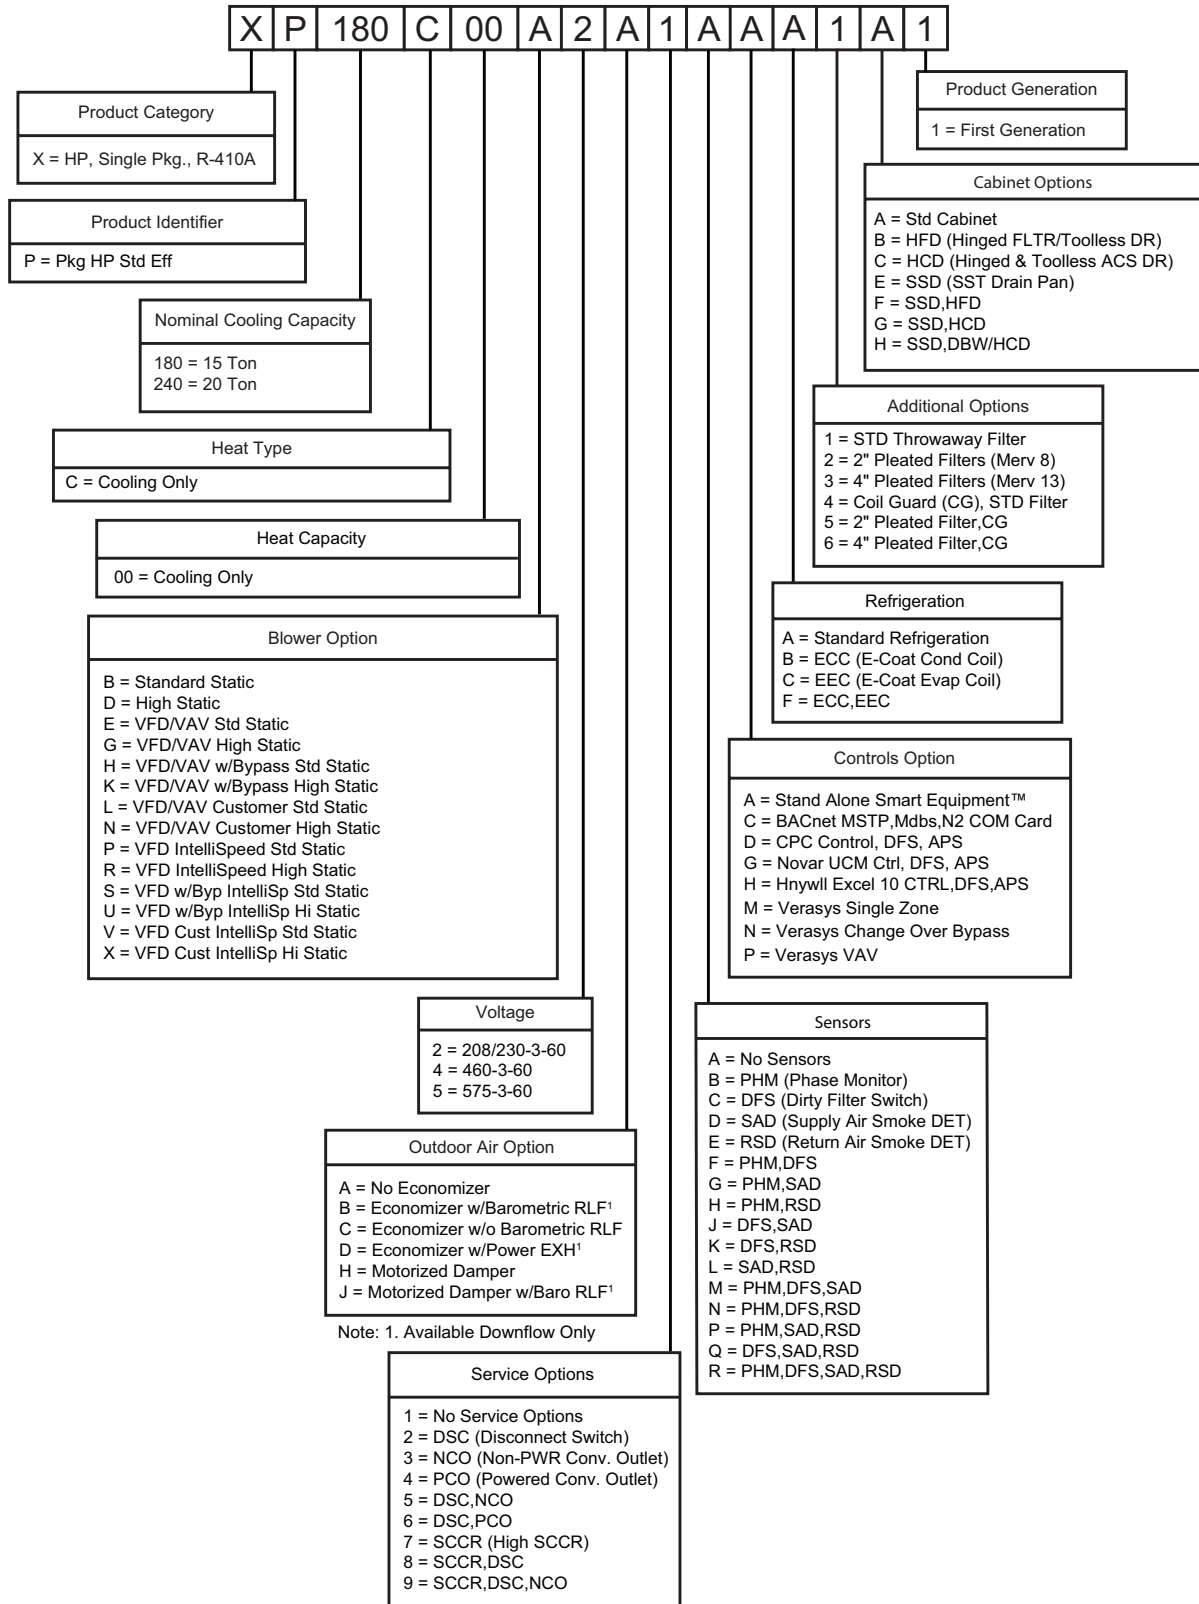 X P 180 C 00 A 2 A 1 A A A 1 A 1
Product Category
X = HP, Single Pkg., R-410A
Product Identifier
P = Pkg HP Std Eff
Nominal Cooling Capacity
180 = 15 Ton
240 = 20 Ton
Heat Type
C = Cooling Only
Heat Capacity
00 = Cooling Only
Blower Option
B = Standard Static
D = High Static
E = VFD/VAV Std Static
G = VFD/VAV High Static
H = VFD/VAV w/Bypass Std Static
K = VFD/VAV w/Bypass High Static
L = VFD/VAV Customer Std Static
N = VFD/VAV Customer High Static
P = VFD IntelliSpeed Std Static
R = VFD IntelliSpeed High Static
S = VFD w/Byp IntelliSp Std Static
U = VFD w/Byp IntelliSp Hi Static
V = VFD Cust IntelliSp Std Static
X = VFD Cust IntelliSp Hi Static
Voltage
2 = 208/230-3-60
4 = 460-3-60
5 = 575-3-60
Outdoor Air Option
A = No Economizer
B = Economizer w/Barometric RLF¹
C = Economizer w/o Barometric RLF
D = Economizer w/Power EXH¹
H = Motorized Damper
J = Motorized Damper w/Baro RLF¹
Note: 1. Available Downflow Only
Service Options
1 = No Service Options
2 = DSC (Disconnect Switch)
3 = NCO (Non-PWR Conv. Outlet)
4 = PCO (Powered Conv. Outlet)
5 = DSC,NCO
6 = DSC,PCO
7 = SCCR (High SCCR)
8 = SCCR,DSC
9 = SCCR,DSC,NCO
Product Generation
1 = First Generation
Cabinet Options
A = Std Cabinet
B = HFD (Hinged FLTR/Toolless DR)
C = HCD (Hinged & Toolless ACS DR)
E = SSD (SST Drain Pan)
F = SSD,HFD
G = SSD,HCD
H = SSD,DBW/HCD
Additional Options
1 = STD Throwaway Filter
2 = 2" Pleated Filters (Merv 8)
3 = 4" Pleated Filters (Merv 13)
4 = Coil Guard (CG), STD Filter
5 = 2" Pleated Filter,CG
6 = 4" Pleated Filter,CG
Refrigeration
A = Standard Refrigeration
B = ECC (E-Coat Cond Coil)
C = EEC (E-Coat Evap Coil)
F = ECC,EEC
Controls Option
A = Stand Alone Smart Equipment™
C = BACnet MSTP,Mdbs,N2 COM Card
D = CPC Control, DFS, APS
G = Novar UCM Ctrl, DFS, APS
H = Hnywll Excel 10 CTRL,DFS,APS
M = Verasys Single Zone
N = Verasys Change Over Bypass
P = Verasys VAV
Sensors
A = No Sensors
B = PHM (Phase Monitor)
C = DFS (Dirty Filter Switch)
D = SAD (Supply Air Smoke DET)
E = RSD (Return Air Smoke DET)
F = PHM,DFS
G = PHM,SAD
H = PHM,RSD
J = DFS,SAD
K = DFS,RSD
L = SAD,RSD
M = PHM,DFS,SAD
N = PHM,DFS,RSD
P = PHM,SAD,RSD
Q = DFS,SAD,RSD
R = PHM,DFS,SAD,RSD